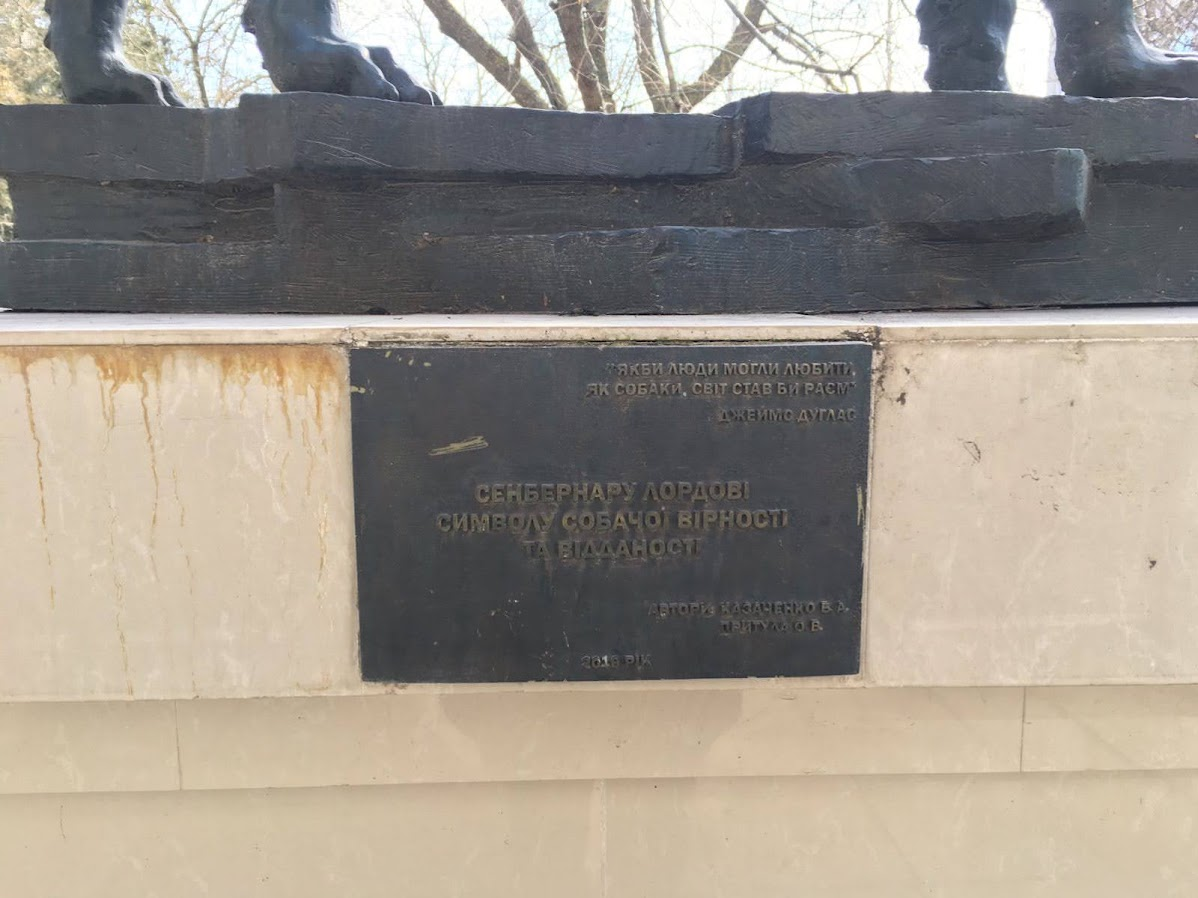 "ЯКБИ ЛЮДИ МОГЛИ ЛЮБИТИ,
ЯК СОБАКИ, СВІТ СТАВ БИ РАЄМ"
ДЖЕЙМС ДУГЛАС
СЕНБЕРНАРУ ЛОРДОВІ
СИМВОЛУ СОБАЧОЇ ВІРНОСТІ
ТА ВІДДАНОСТІ
АВТОРИ: КАЗАЧЕНКО В.А.
ПРИТУЛА О.В.
РІК